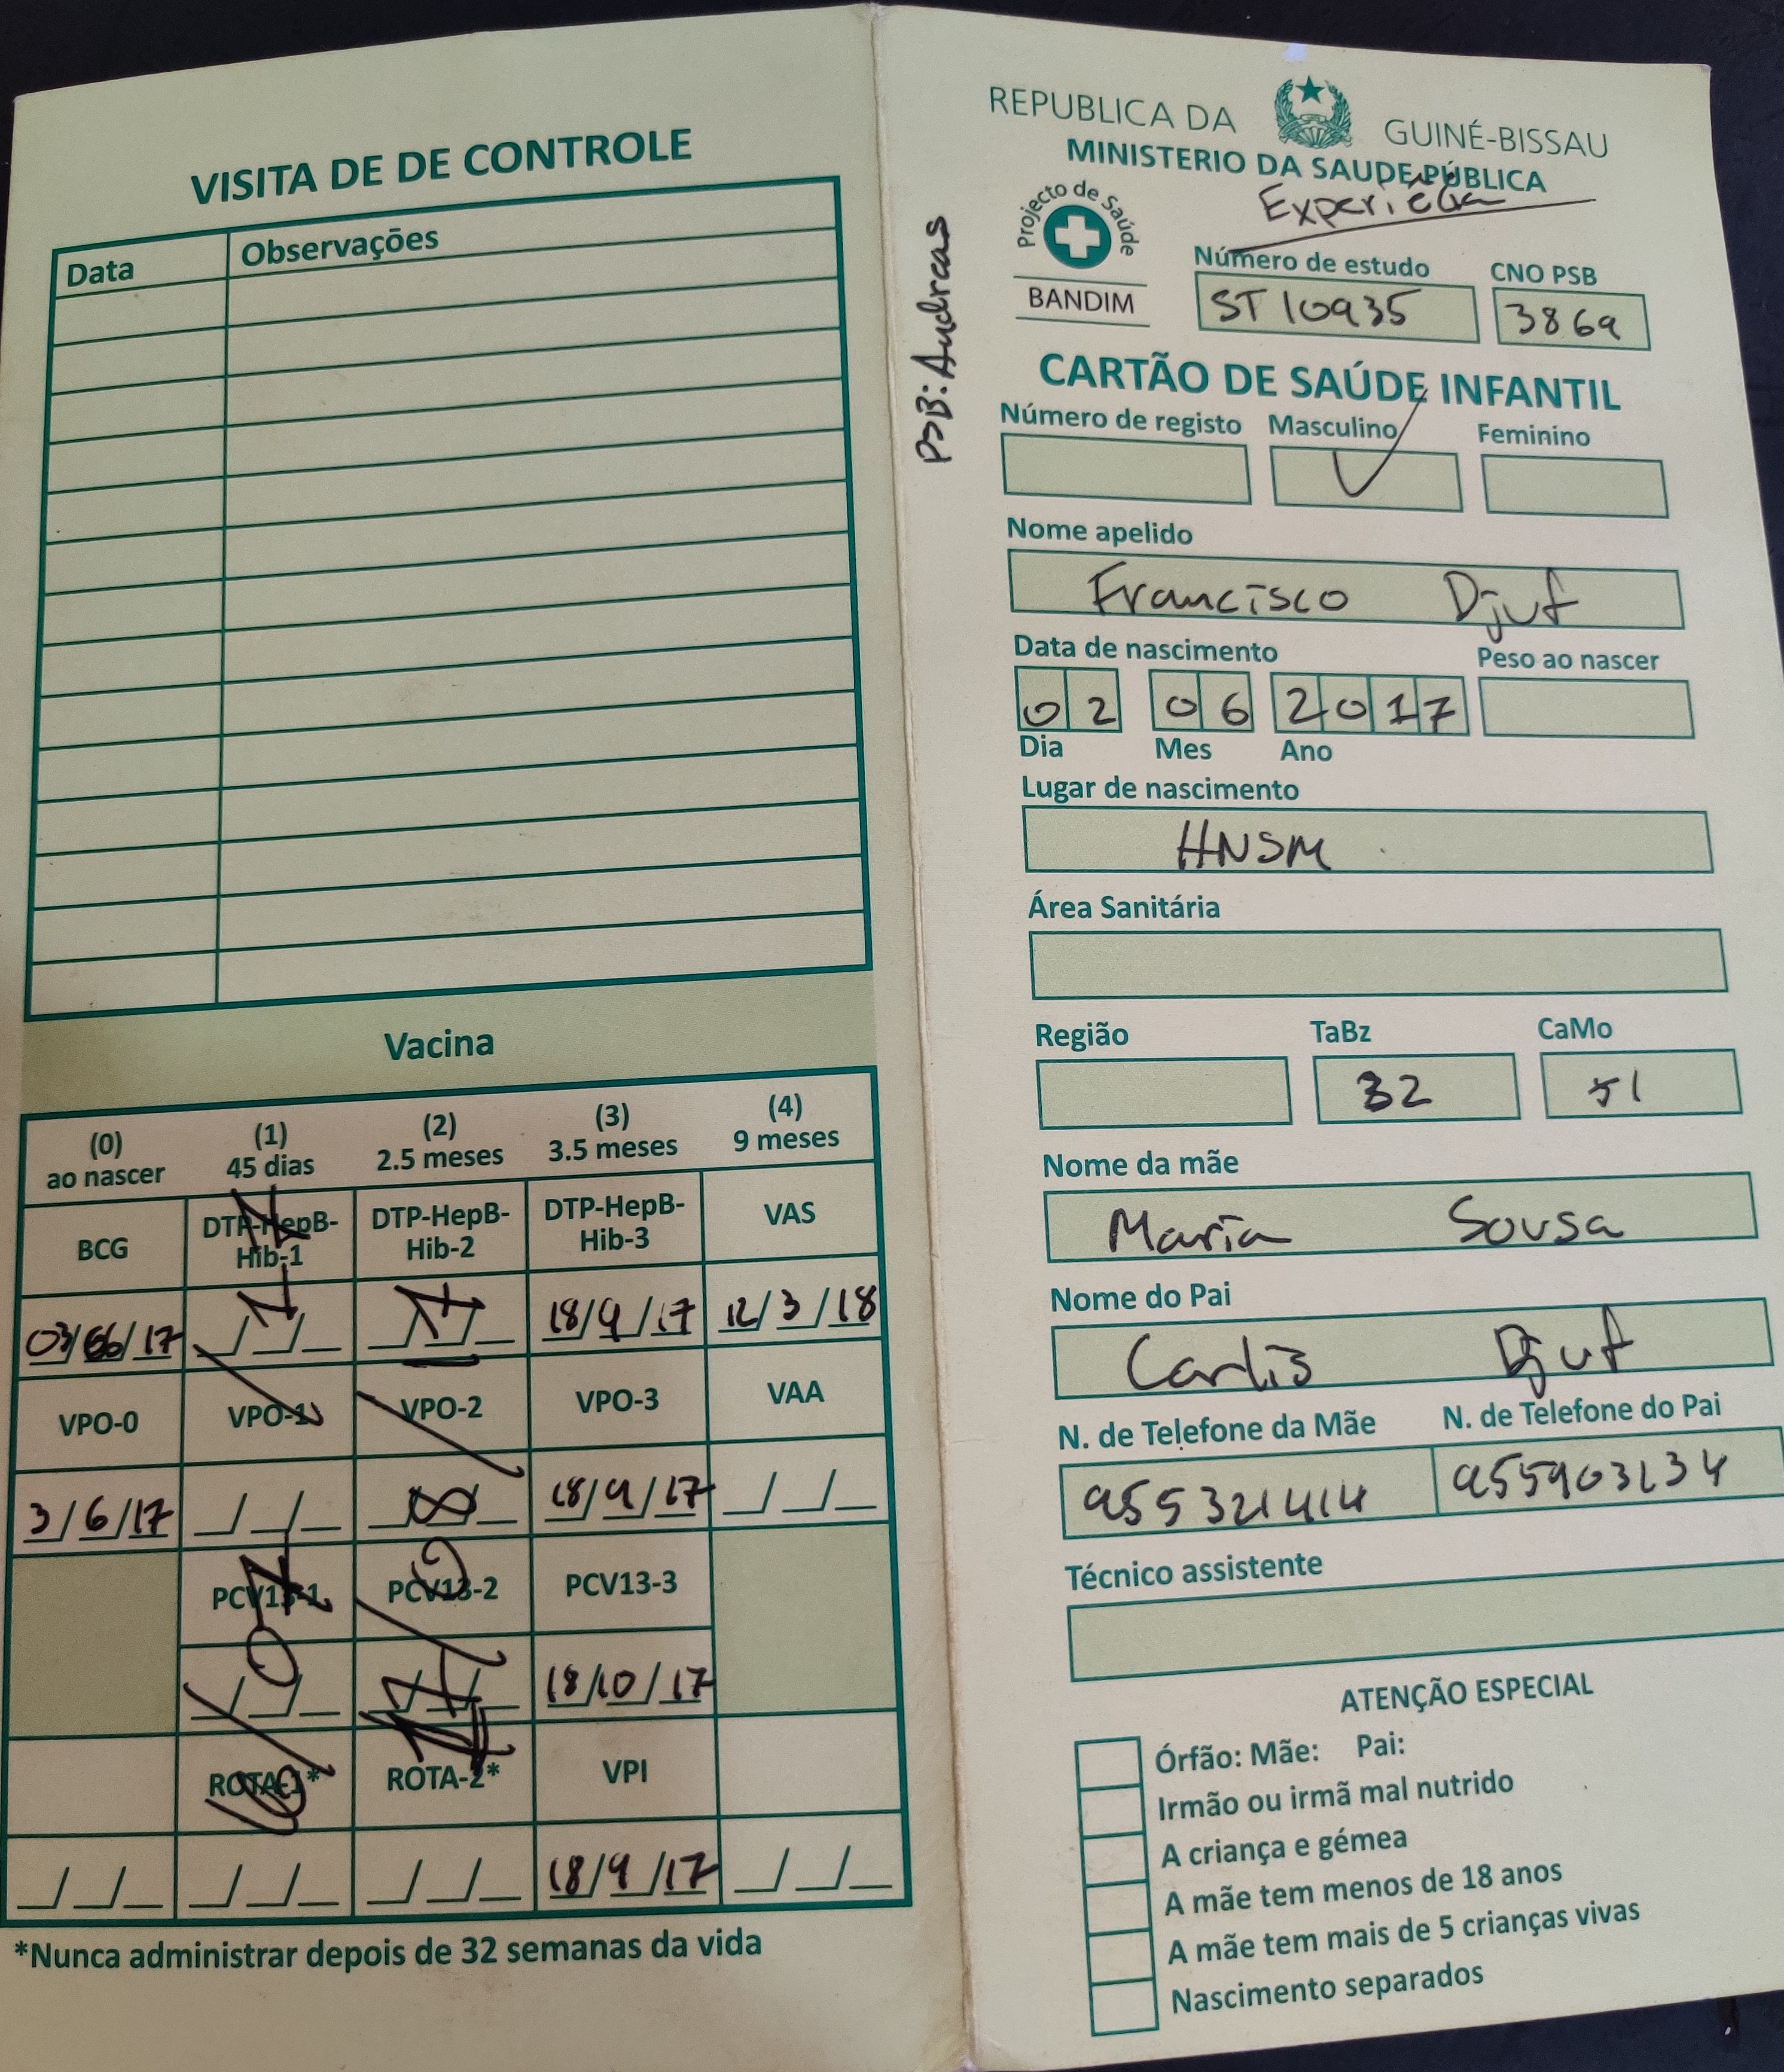 VISITA DE DE CONTROLE
Data Observações
Vacina
(0) ao nascer (1) 45 dias (2) 2.5 meses (3) 3.5 meses (4) 9 meses
BCG DTP-HepB-Hib-1 DTP-HepB-Hib-2 DTP-HepB-Hib-3 VAS
03/06/17 18/9/17 12/3/18
VPO-0 VPO-1 VPO-2 VPO-3 VAA
3/6/17 18/9/17
PCV13-1 PCV13-2 PCV13-3
18/10/17
ROTA-1* ROTA-2* VPI
18/9/17
*Nunca administrar depois de 32 semanas da vida
PSB: Andreas
REPUBLICA DA GUINÉ-BISSAU
MINISTERIO DA SAUDE PÚBLICA
Projecto de Saúde
BANDIM
Número de estudo CNO PSB
ST 10935 3869
CARTÃO DE SAÚDE INFANTIL
Número de registo Masculino Feminino
Nome apelido
Francisco Djuf
Data de nascimento Peso ao nascer
02 06 2017
Dia Mes Ano
Lugar de nascimento
HNSM
Área Sanitária
Região TaBz CaMo
32 51
Nome da mãe
Maria Sousa
Nome do Pai
Carlis Djuf
N. de Telefone da Mãe N. de Telefone do Pai
955321414
Técnico assistente
ATENÇÃO ESPECIAL
Órfão: Mãe: Pai:
Irmão ou irmã mal nutrido
A criança e gémea
A mãe tem menos de 18 anos
A mãe tem mais de 5 crianças vivas
Nascimento separados